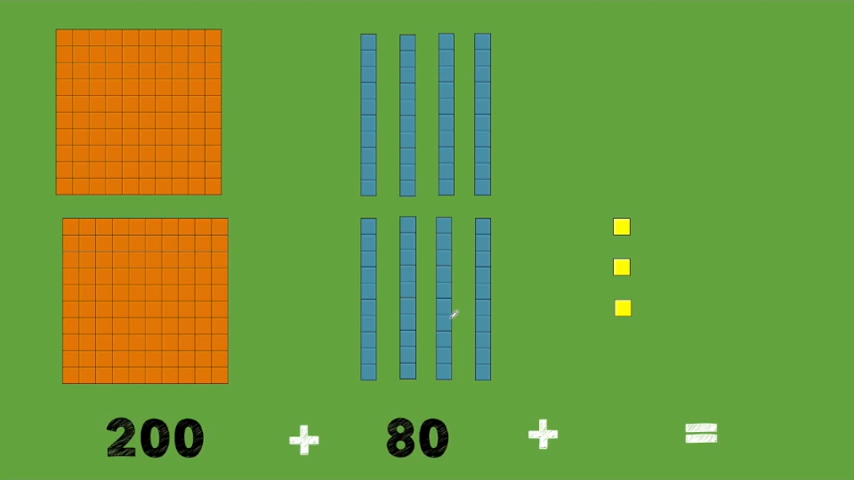 200 + 80 + =